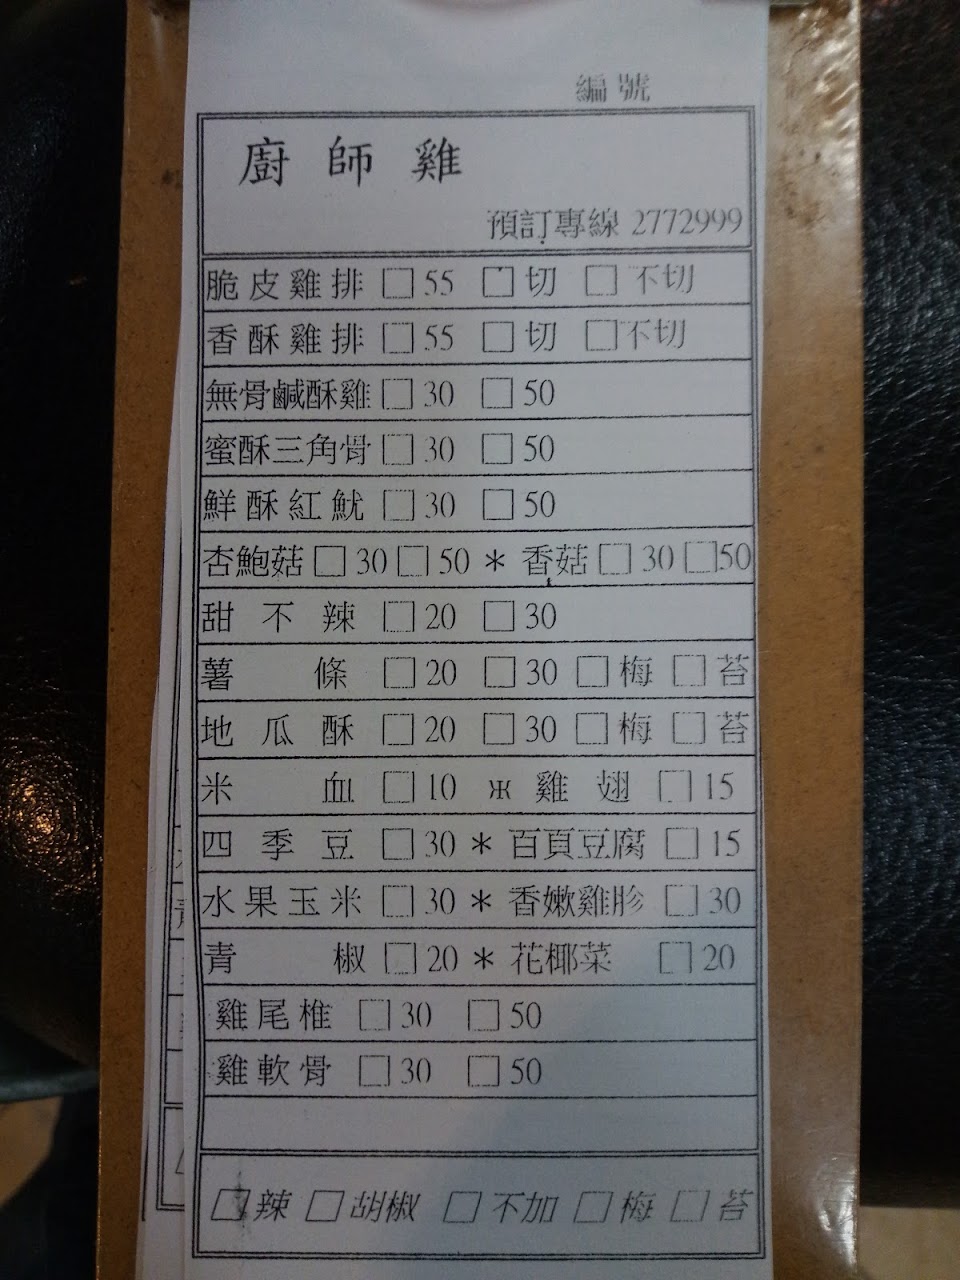 編號
廚師雞
預訂專線 2772999
脆皮雞排 □ 55 □ 切 □ 不切
香酥雞排 □ 55 □ 切 □ 不切
無骨鹹酥雞 □ 30 □ 50
蜜酥三角骨 □ 30 □ 50
鮮酥紅魷 □ 30 □ 50
杏鮑菇 □ 30 □ 50 * 香菇 □ 30 □ 50
甜不辣 □ 20 □ 30
薯條 □ 20 □ 30 □ 梅 □ 苔
地瓜酥 □ 20 □ 30 □ 梅 □ 苔
米血 □ 10 * 雞翅 □ 15
四季豆 □ 30 * 百頁豆腐 □ 15
水果玉米 □ 30 * 香嫩雞胗 □ 30
青椒 □ 20 * 花椰菜 □ 20
雞尾椎 □ 30 □ 50
雞軟骨 □ 30 □ 50
□ 辣 □ 胡椒 □ 不加 □ 梅 □ 苔